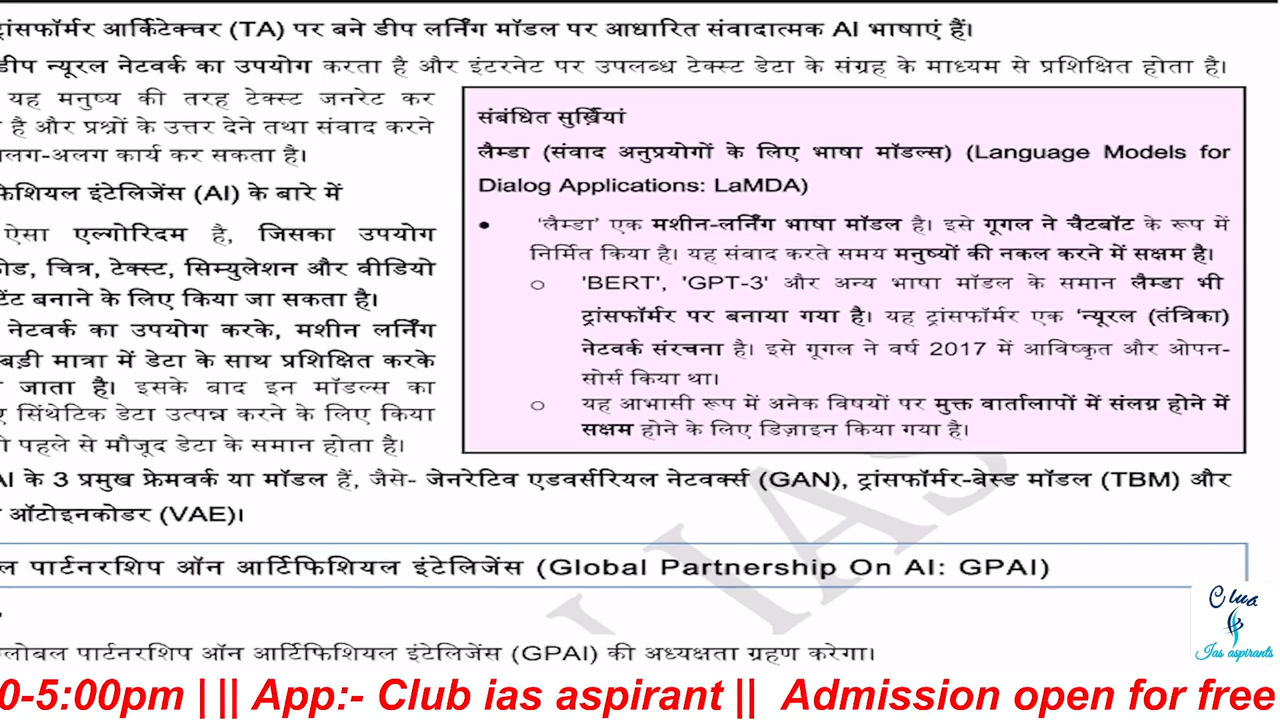 ट्रांसफॉर्मर आर्किटेक्चर (TA) पर बने डीप लर्निंग मॉडल पर आधारित संवादात्मक AI भाषाएं हैं।
डीप न्यूरल नेटवर्क का उपयोग करता है और इंटरनेट पर उपलब्ध टेक्स्ट डेटा के संग्रह के माध्यम से प्रशिक्षित होता है।
यह मनुष्य की तरह टेक्स्ट जनरेट कर
है और प्रश्नों के उत्तर देने तथा संवाद करने
अलग-अलग कार्य कर सकता है।
इंटेलिजेंस (AI) के बारे में
ऐसा एल्गोरिदम है, जिसका उपयोग
चित्र, टेक्स्ट, सिम्युलेशन और वीडियो
बनाने के लिए किया जा सकता है।
नेटवर्क का उपयोग करके, मशीन लर्निंग
बड़ी मात्रा में डेटा के साथ प्रशिक्षित करके
जाता है। इसके बाद इन मॉडल्स का
सिंथेटिक डेटा उत्पन्न करने के लिए किया
पहले से मौजूद डेटा के समान होता है।
संबंधित सुर्ख़ियां
लैम्डा (संवाद अनुप्रयोगों के लिए भाषा मॉडल्स) (Language Models for
Dialog Applications: LaMDA)
• 'लैम्डा' एक मशीन-लर्निंग भाषा मॉडल है। इसे गूगल ने चैटबॉट के रूप में
निर्मित किया है। यह संवाद करते समय मनुष्यों की नकल करने में सक्षम है।
○ 'BERT', 'GPT-3' और अन्य भाषा मॉडल के समान लैम्डा भी
ट्रांसफॉर्मर पर बनाया गया है। यह ट्रांसफॉर्मर एक 'न्यूरल (तंत्रिका)
नेटवर्क संरचना है। इसे गूगल ने वर्ष 2017 में आविष्कृत और ओपन-
सोर्स किया था।
○ यह आभासी रूप में अनेक विषयों पर मुक्त वार्तालापों में संलग्न होने में
सक्षम होने के लिए डिज़ाइन किया गया है।
AI के 3 प्रमुख फ्रेमवर्क या मॉडल हैं, जैसे- जेनरेटिव एडवर्सरियल नेटवर्क्स (GAN), ट्रांसफॉर्मर-बेस्ड मॉडल (TBM) और
ऑटोइनकोडर (VAE)।
पार्टनरशिप ऑन आर्टिफिशियल इंटेलिजेंस (Global Partnership On AI: GPAI)
ग्लोबल पार्टनरशिप ऑन आर्टिफिशियल इंटेलिजेंस (GPAI) की अध्यक्षता ग्रहण करेगा।
IAS
Club
Ias aspirants
0-5:00pm | || App:- Club ias aspirant || Admission open for free